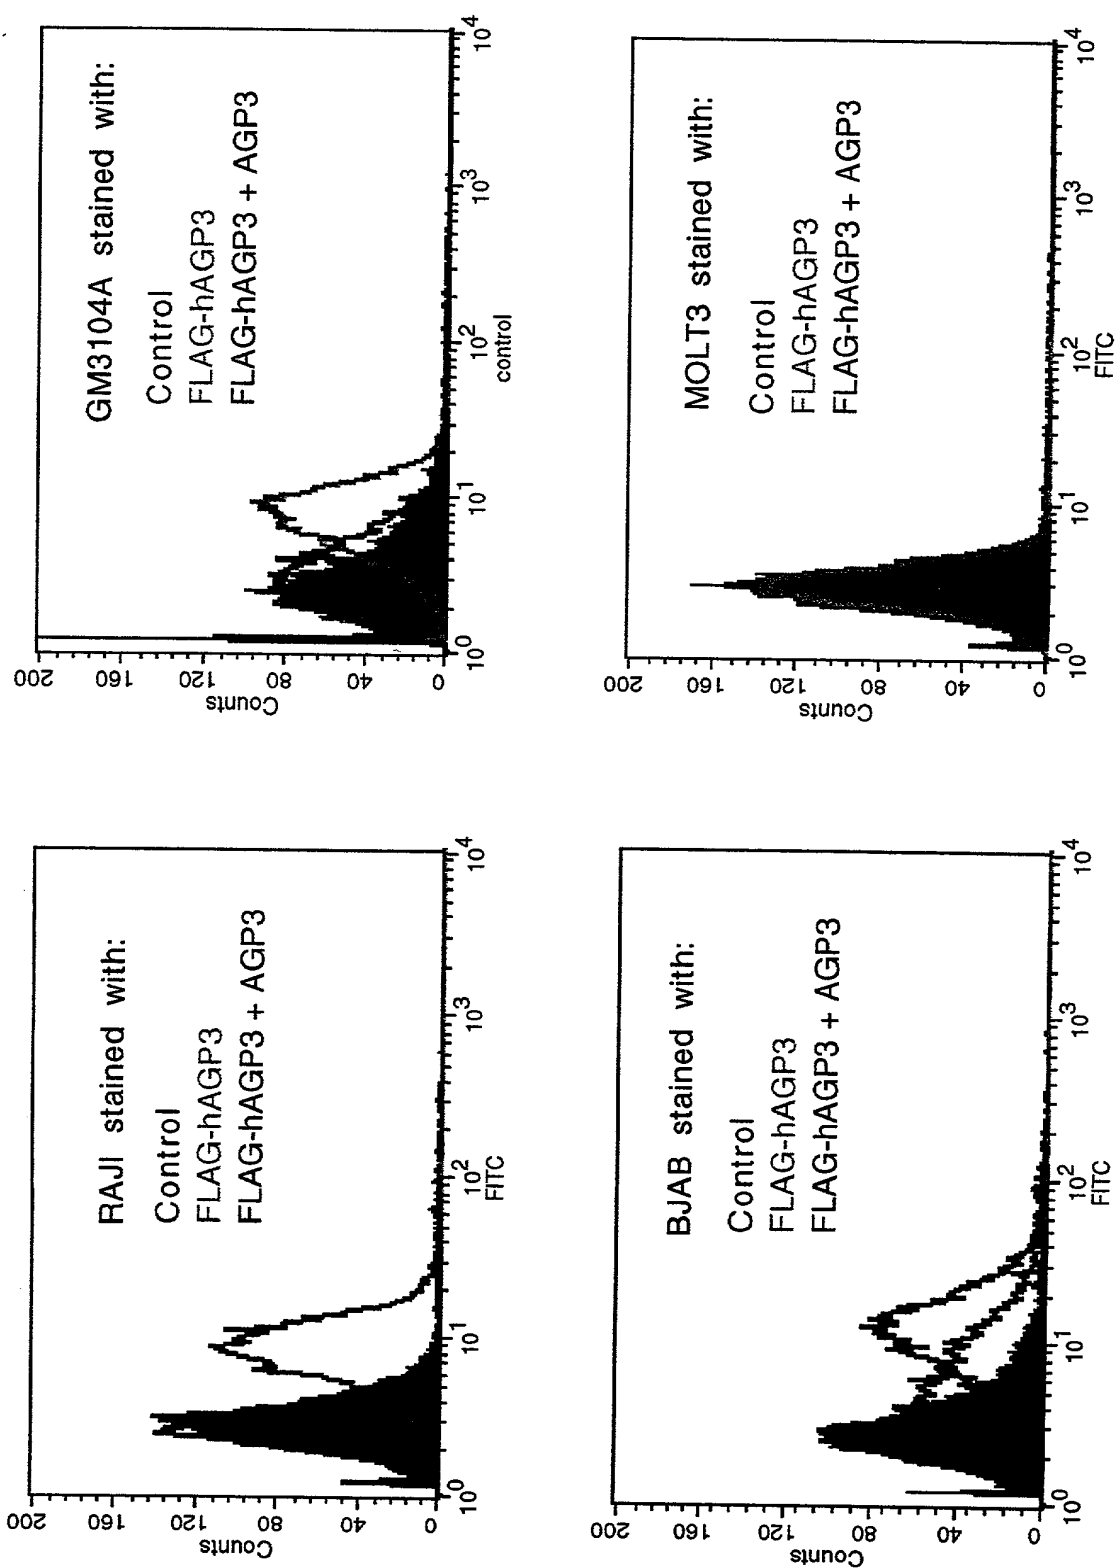 RAJI stained with:
Control
FLAG-hAGP3
FLAG-hAGP3 + AGP3
Counts
200
160
120
80
40
0
10^0
10^1
10^2
10^3
10^4
FITC
GM3104A stained with:
Control
FLAG-hAGP3
FLAG-hAGP3 + AGP3
Counts
200
160
120
80
40
0
10^0
10^1
10^2
10^3
10^4
control
BJAB stained with:
Control
FLAG-hAGP3
FLAG-hAGP3 + AGP3
Counts
200
160
120
80
40
0
10^0
10^1
10^2
10^3
10^4
FITC
MOLT3 stained with:
Control
FLAG-hAGP3
FLAG-hAGP3 + AGP3
Counts
200
160
120
80
40
0
10^0
10^1
10^2
10^3
10^4
FITC